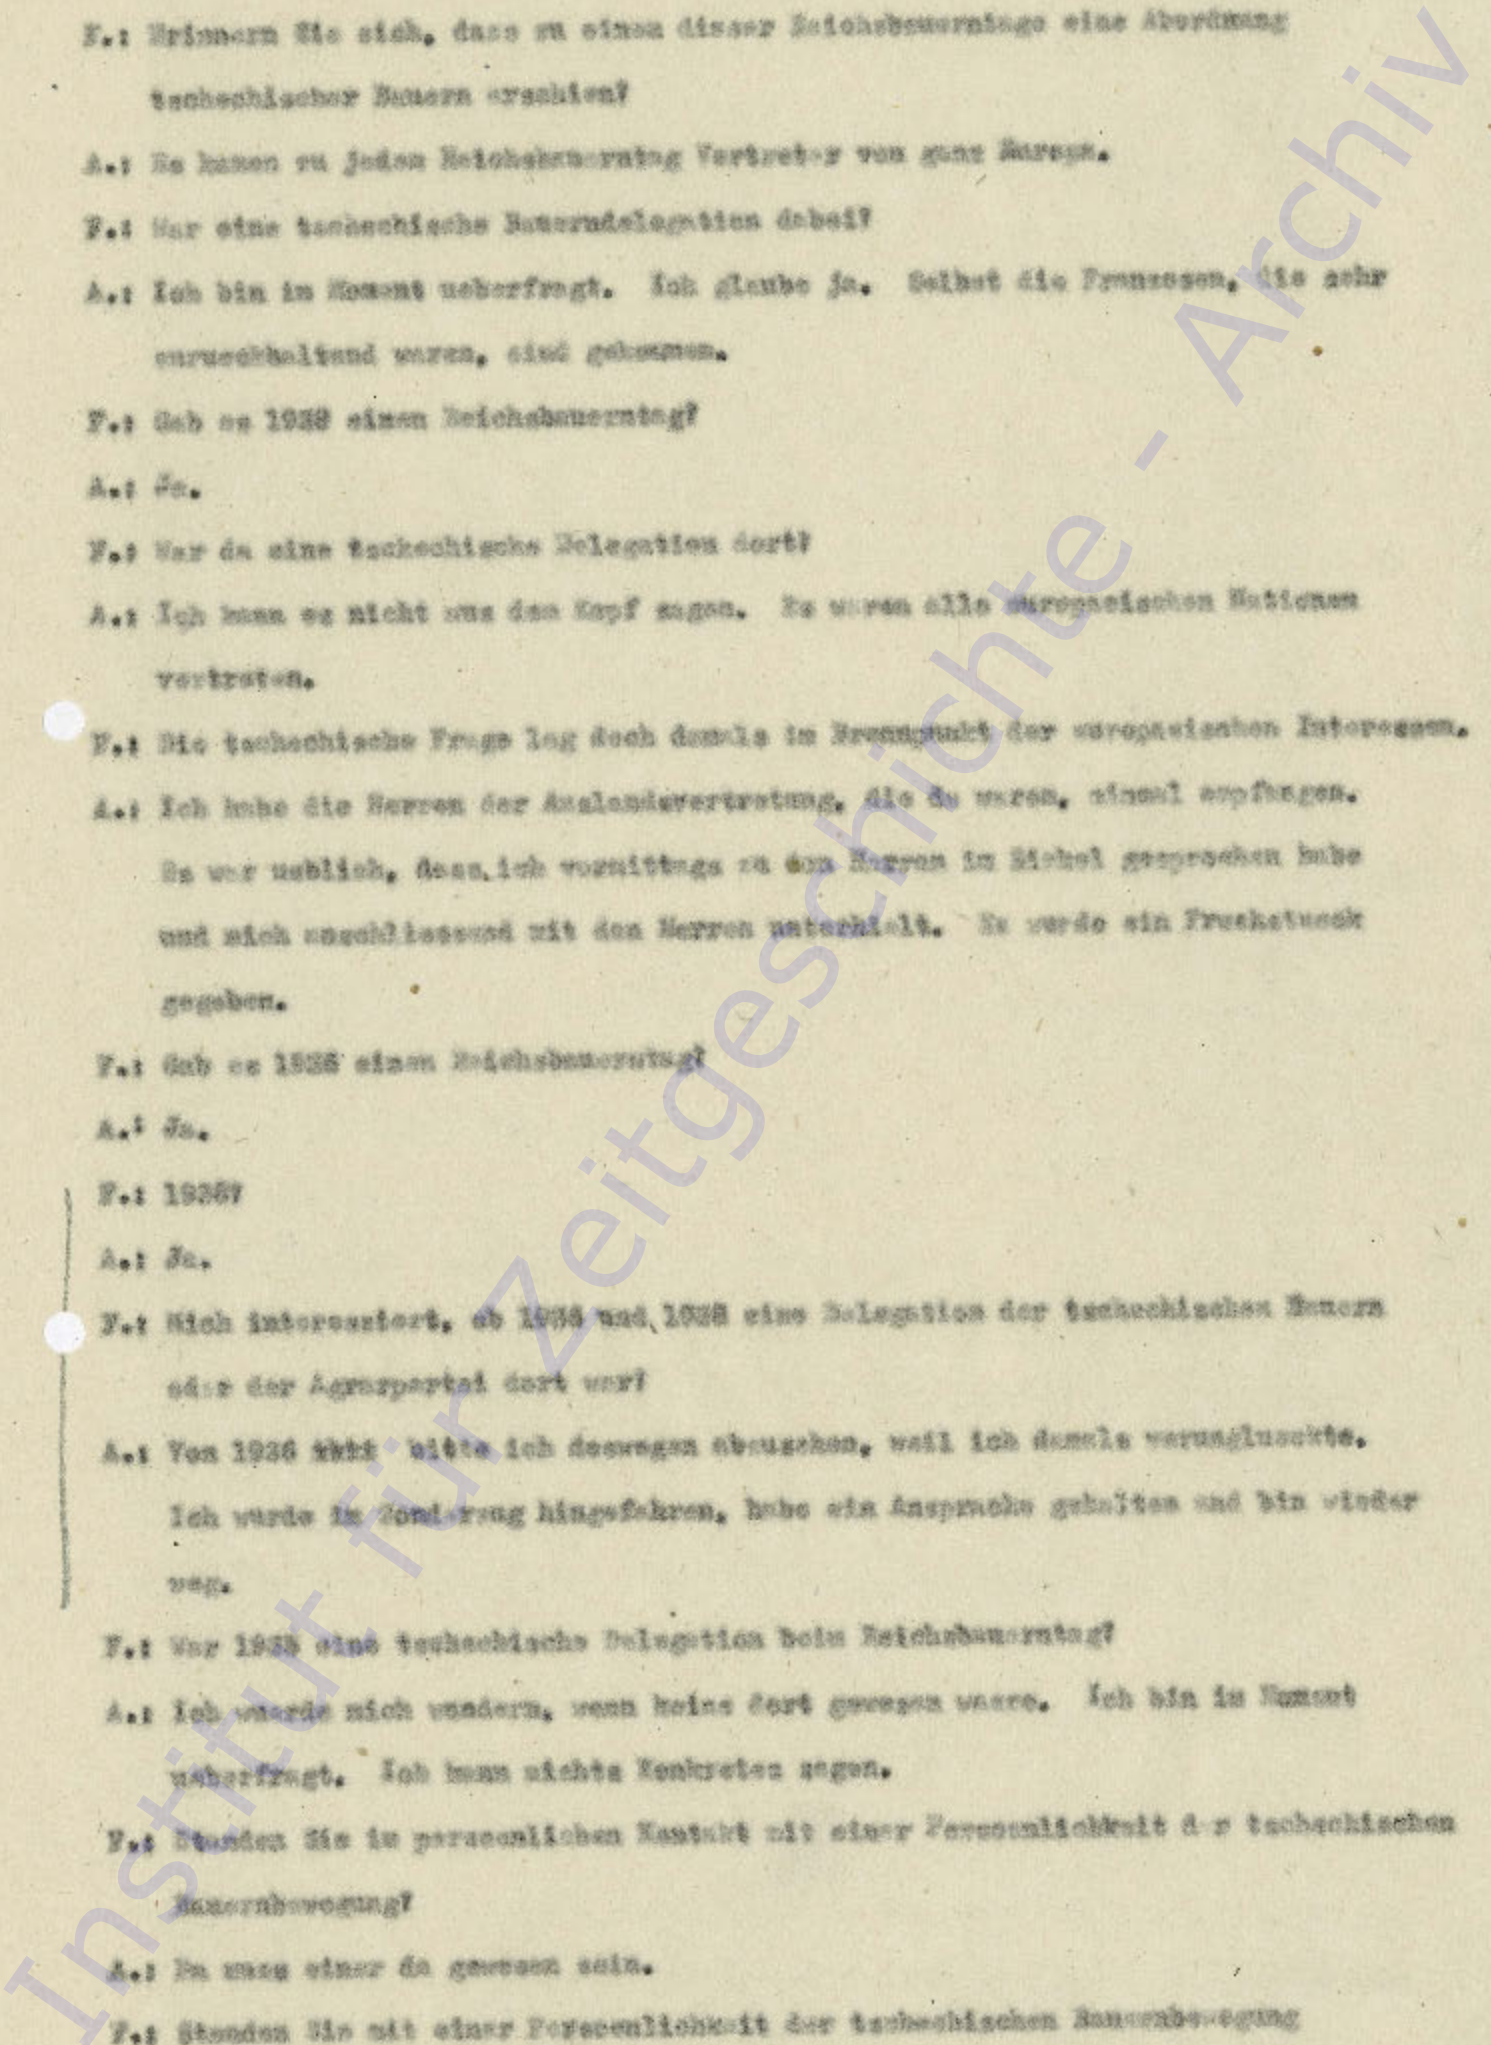 F.: Erinnern Sie sich, dass zu einem dieser Reichsbauerntage eine Abordnung
tschechischer Bauern erschien?
A.: Es kamen zu jedem Reichsbauerntag Vertreter von ganz Europa.
F.: War eine tschechische Bauerndelegation dabei?
A.: Ich bin im Moment ueberfragt. Ich glaube ja. Selbst die Franzosen, die sehr
zurueckhaltend waren, sind gekommen.
F.: Gab es 1938 einen Reichsbauerntag?
A.: Ja.
F.: War da eine tschechische Delegation dort?
A.: Ich kann es nicht aus dem Kopf sagen. Es waren alle europaeischen Nationen
vertreten.
F.: Die tschechische Frage lag doch damals im Brennpunkt der europaeischen Interessen.
A.: Ich habe die Herren der Auslandsvertretung, die da waren, einmal empfangen.
Es war ueblich, dass ich vormittags zu den Herren im gesprochen habe
und mich anschliessend mit den Herren unterhielt. Es wurde ein Fruehstueck
gegeben.
F.: Gab es einen Reichsbauerntag?
A.: Ja.
F.:
A.: Ja.
F.: Mich interessiert, ob und 1938 eine Delegation der tschechischen Bauern
oder der Agrarpartei dort war?
A.: Von 1936 bitte ich deswegen abzusehen, weil ich damals verunglueckte.
Ich wurde im Sonderzug hingefahren, habe ein Ansprache gehalten und bin wieder
weg.
F.: War eine tschechische Delegation beim Reichsbauerntag?
A.: Ich wuerde mich wundern, wenn keine dort gewesen waere. Ich bin im Moment
ueberfragt. Ich kann nichts Konkretes sagen.
F.: Standen Sie in persoenlichen Kontakt mit einer Persoenlichkeit der tschechischen
Bauernbewegung?
A.: Da muss einer da gewesen sein.
F.: Standen Sie mit einer Persoenlichkeit der tschechischen Bauernbewegung
Institut für Zeitgeschichte - Archiv